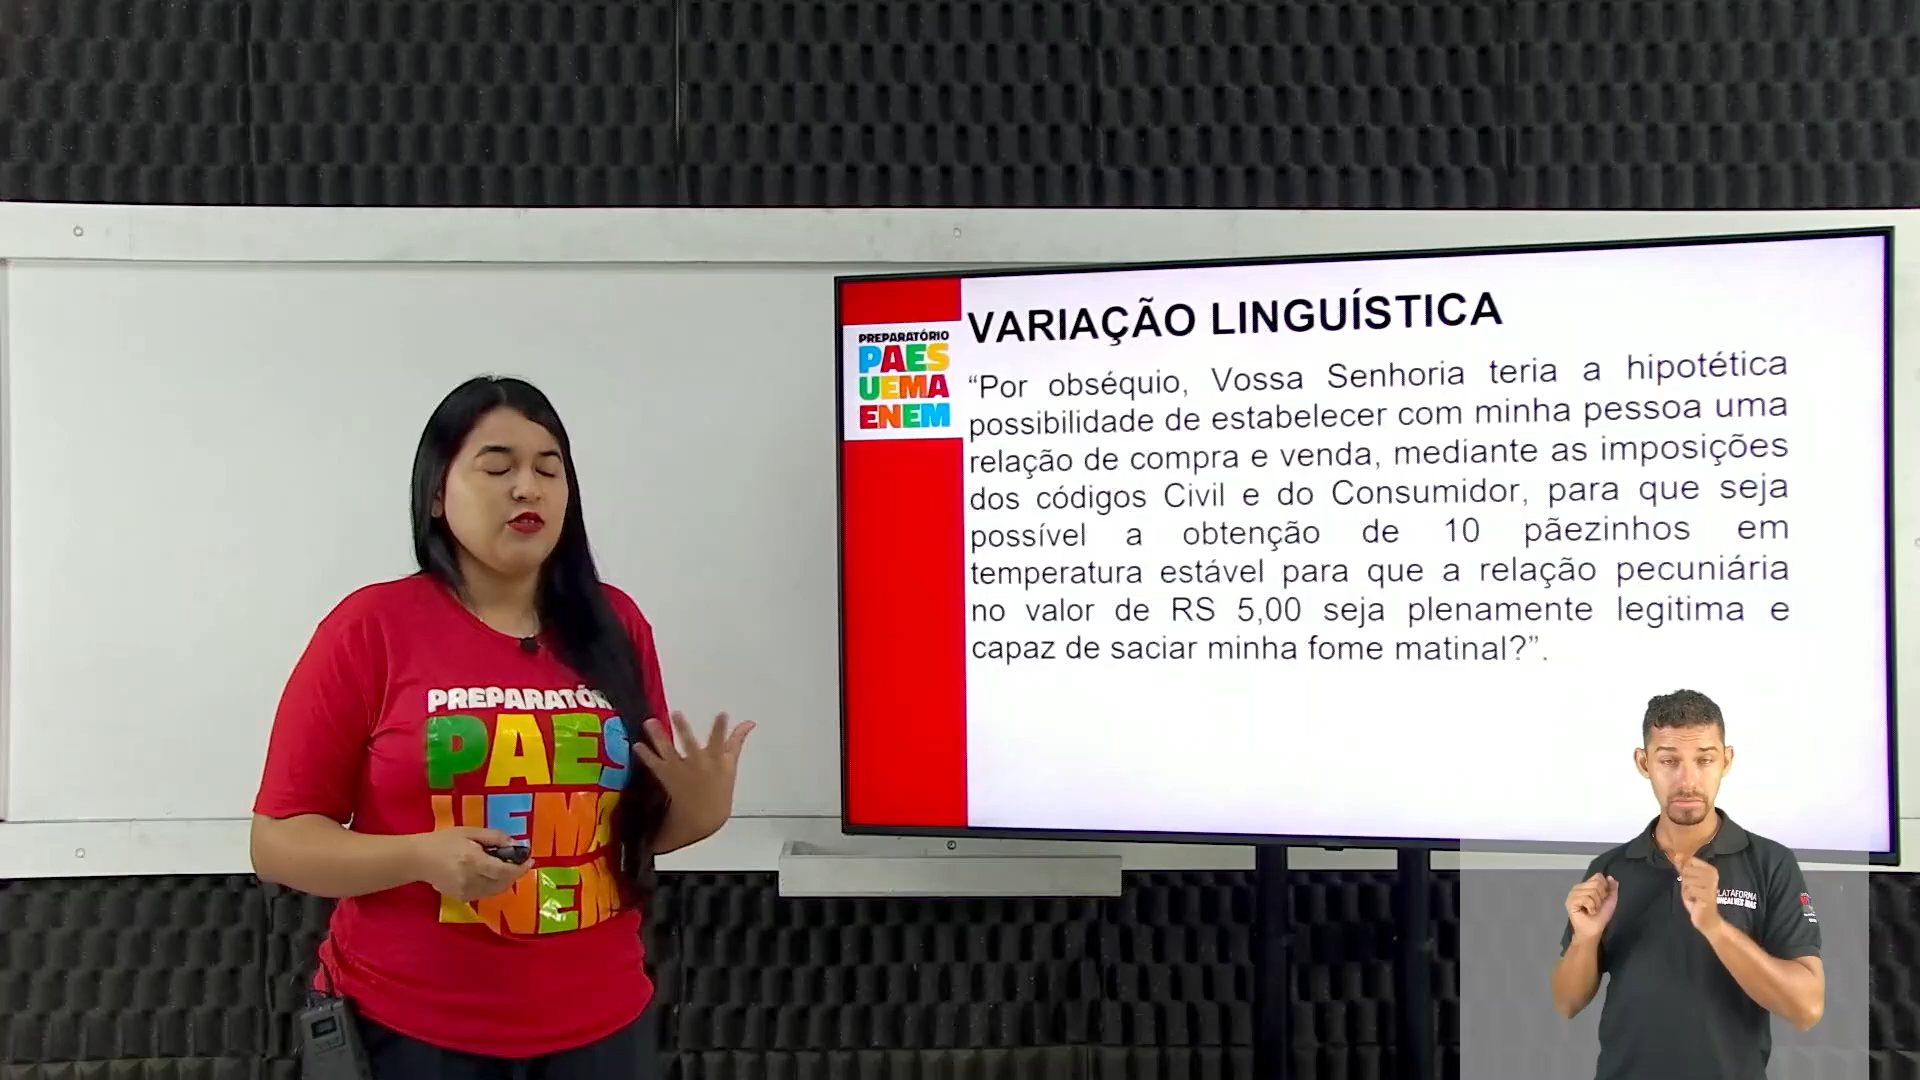 VARIAÇÃO LINGUÍSTICA
PREPARATÓRIO
PAES
UEMA
ENEM
“Por obséquio, Vossa Senhoria teria a hipotética
possibilidade de estabelecer com minha pessoa uma
relação de compra e venda, mediante as imposições
dos códigos Civil e do Consumidor, para que seja
possível a obtenção de 10 pãezinhos em
temperatura estável para que a relação pecuniária
no valor de RS 5,00 seja plenamente legitima e
capaz de saciar minha fome matinal?”.
PREPARATÓR
PAES
UEMA
ENEM